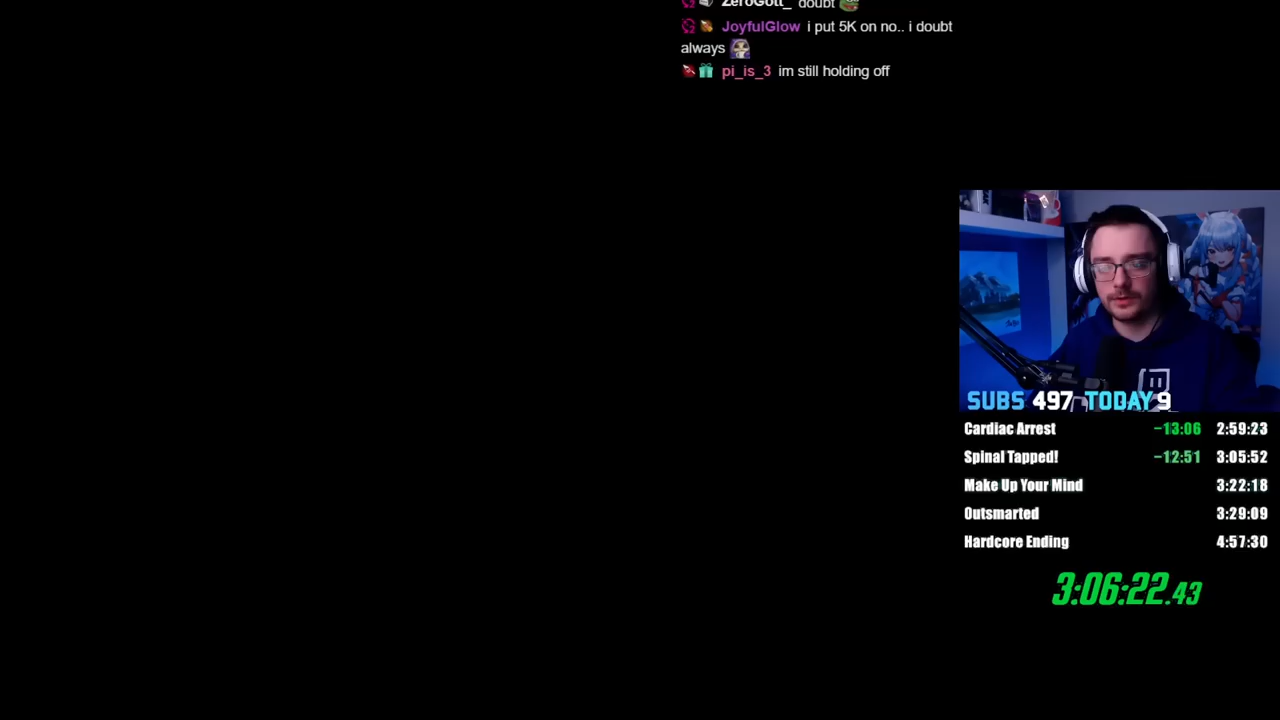 ZeroGott_ doubt
JoyfulGlow i put 5K on no.. i doubt
always
pi_is_3 im still holding off
SUBS 497 TODAY 9
Cardiac Arrest -13:06 2:59:23
Spinal Tapped! -12:51 3:05:52
Make Up Your Mind 3:22:18
Outsmarted 3:29:09
Hardcore Ending 4:57:30
3:06:22.43